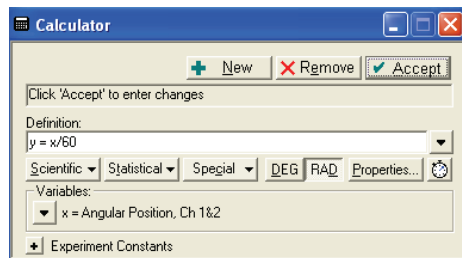 Calculator
New Remove Accept
Click 'Accept' to enter changes
Definition:
y = x/60
Scientific Statistical Special DEG RAD Properties...
Variables:
x = Angular Position, Ch 1&2
+ Experiment Constants